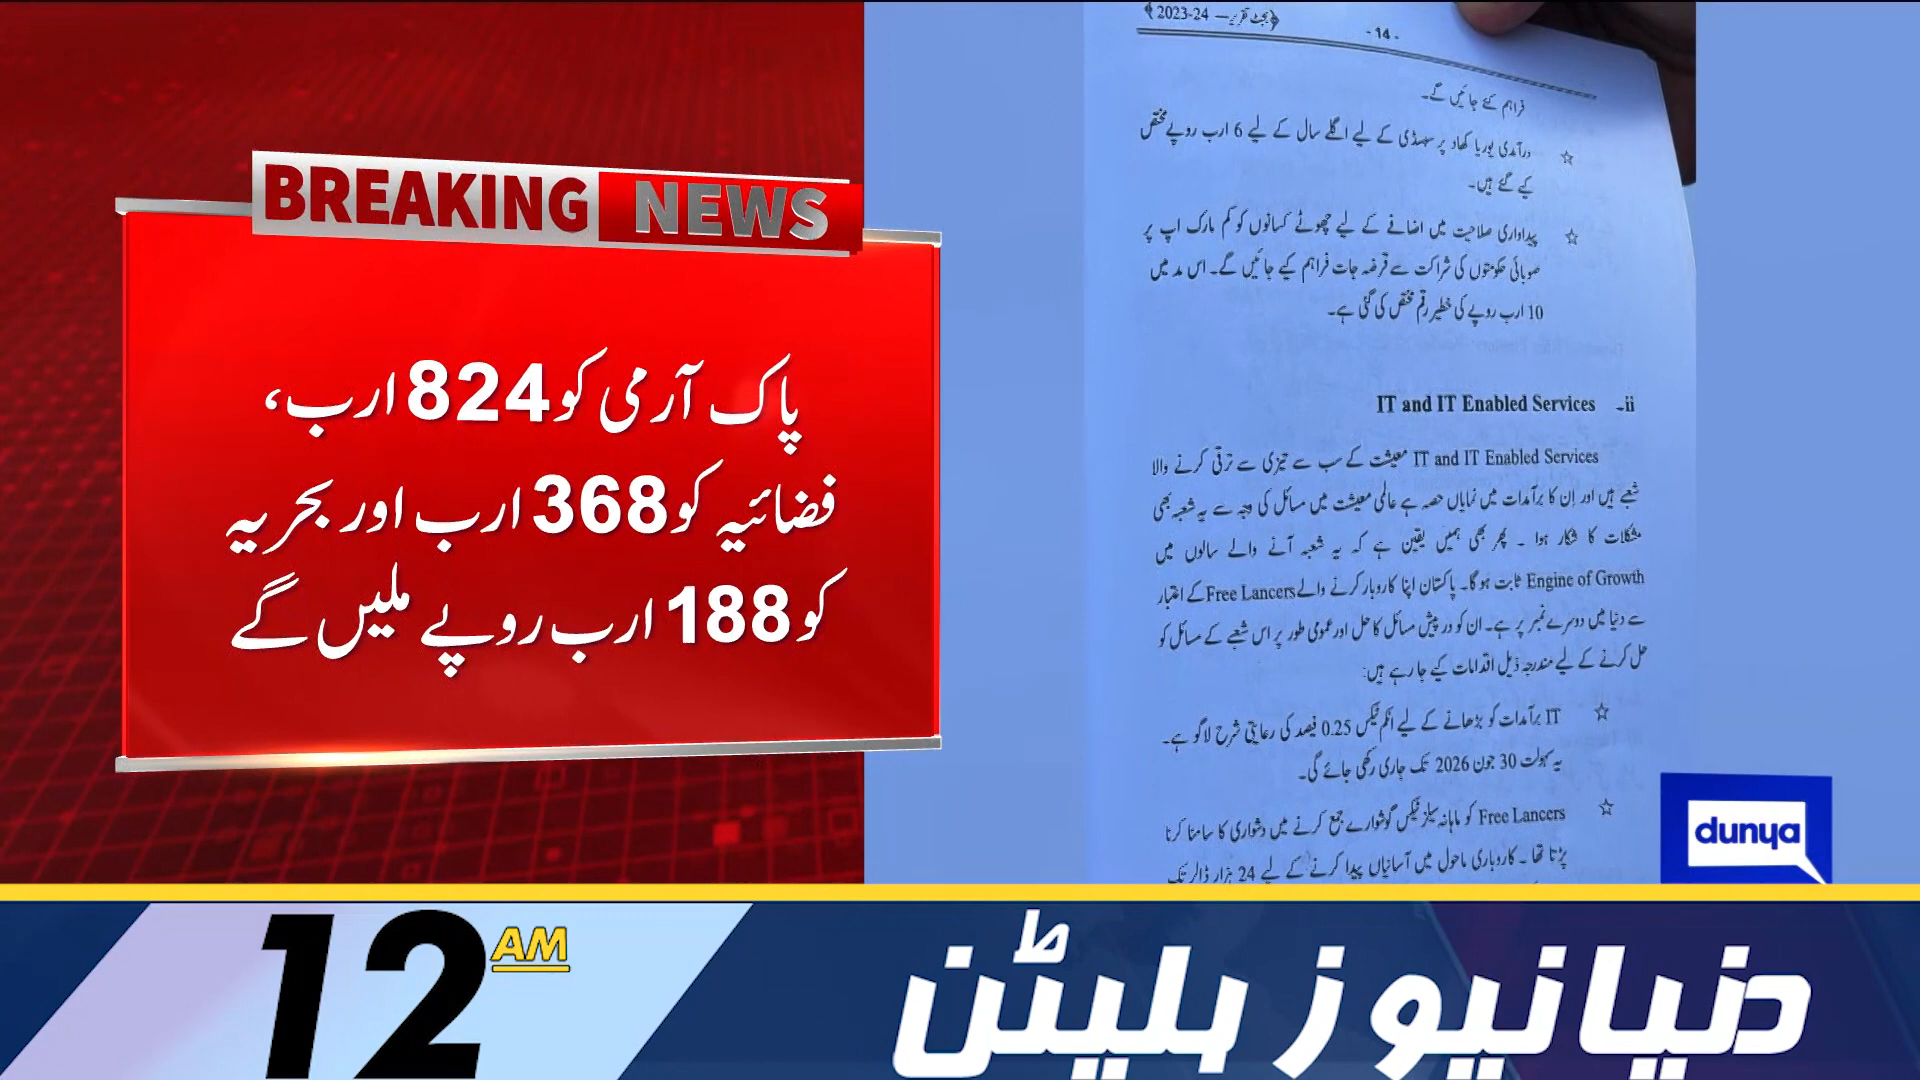 BREAKING NEWS
پاک آرمی کو 824 ارب،
فضائیہ کو 368 ارب اور بحریہ
کو 188 ارب روپے ملیں گے
﴿بجٹ تقریر — 2023-24﴾
- 14 -
فراہم کئے جائیں گے۔
☆ درآمدی یوریا کھاد پر سبسڈی کے لیے اگلے سال کے لیے 6 ارب روپے مختص
کیے گئے ہیں۔
☆ پیداواری صلاحیت میں اضافے کے لیے چھوٹے کسانوں کو کم مارک اپ پر
صوبائی حکومتوں کی شراکت سے قرضہ جات فراہم کیے جائیں گے۔ اس مد میں
10 ارب روپے کی خطیر رقم مختص کی گئی ہے۔
ii- IT and IT Enabled Services
IT and IT Enabled Services معیشت کے سب سے تیزی سے ترقی کرنے والا
شعبے ہیں اور ان کا برآمدات میں نمایاں حصہ ہے عالمی معیشت میں مسائل کی وجہ سے یہ شعبہ بھی
مشکلات کا شکار ہوا ۔ پھر بھی ہمیں یقین ہے کہ یہ شعبہ آنے والے سالوں میں
Engine of Growth ثابت ہو گا۔ پاکستان اپنا کاروبار کرنے والے Free Lancers کے اعتبار
سے دنیا میں دوسرے نمبر پر ہے۔ ان کو در پیش مسائل کا حل اور عمومی طور پر اس شعبے کے مسائل کو
حل کرنے کے لیے مندرجہ ذیل اقدامات کیے جا رہے ہیں:
☆ IT برآمدات کو بڑھانے کے لیے انکم ٹیکس 0.25 فیصد کی رعایتی شرح لاگو ہے۔
یہ سہولت 30 جون 2026 تک جاری رکھی جائے گی۔
☆ Free Lancers کو ماہانہ سیلز ٹیکس گوشوارے جمع کرنے میں دشواری کا سامنا کرنا
پڑتا تھا ۔ کاروباری ماحول میں آسانیاں پیدا کرنے کے لیے 24 ہزار ڈالر تک
dunya
12 AM
دنیا نیوز بلیٹن